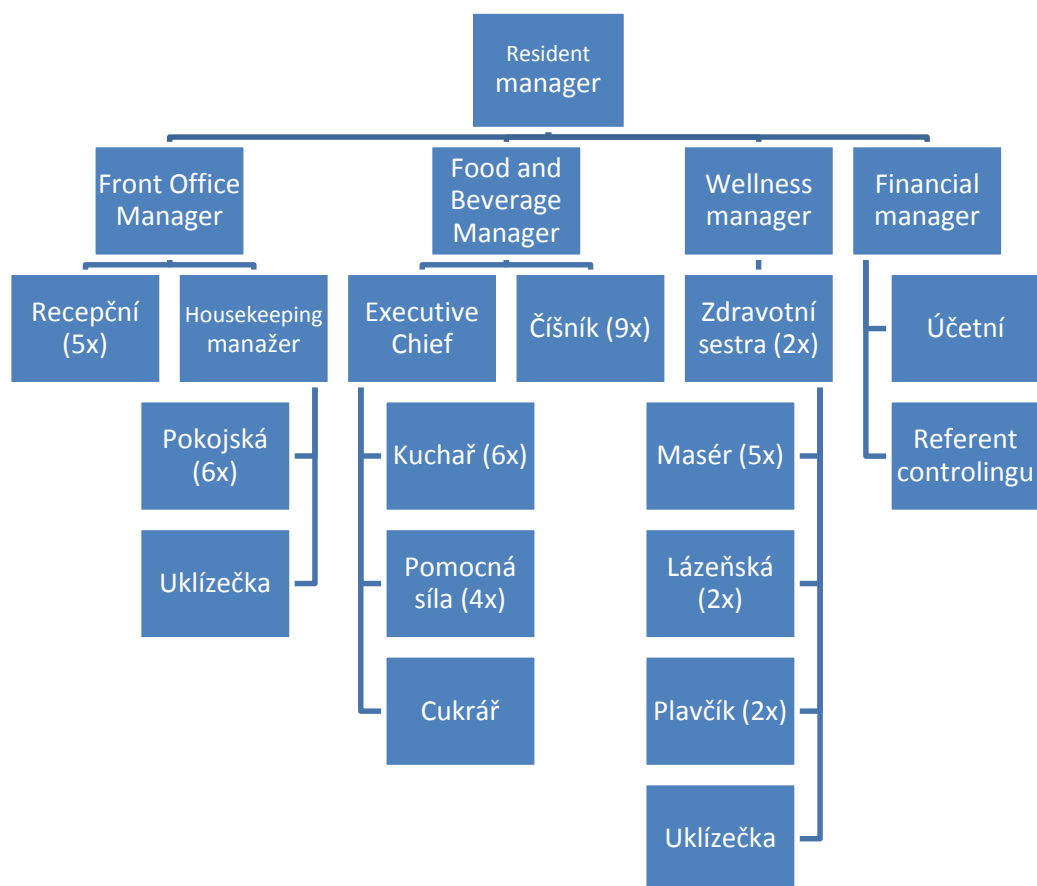 Resident
manager
Front Office
Manager
Food and
Beverage
Manager
Wellness
manager
Financial
manager
Recepční
(5x)
Housekeeping
manažer
Executive
Chief
Číšník (9x)
Zdravotní
sestra (2x)
Účetní
Pokojská
(6x)
Kuchař (6x)
Masér (5x)
Referent
controlingu
Uklízečka
Pomocná
síla (4x)
Lázeňská
(2x)
Cukrář
Plavčík (2x)
Uklízečka